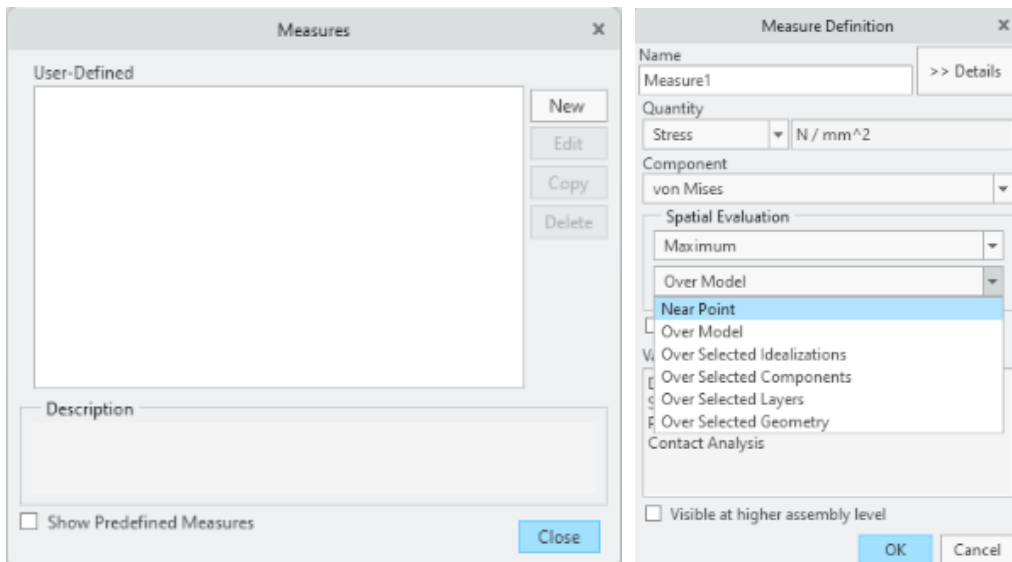 Measures
x
User-Defined
New
Edit
Copy
Delete
Description
Show Predefined Measures
Close
Measure Definition
x
Name
Measure1
>> Details
Quantity
Stress
N / mm^2
Component
von Mises
Spatial Evaluation
Maximum
Over Model
Near Point
Over Model
Over Selected Idealizations
Over Selected Components
Over Selected Layers
Over Selected Geometry
Contact Analysis
Visible at higher assembly level
OK
Cancel